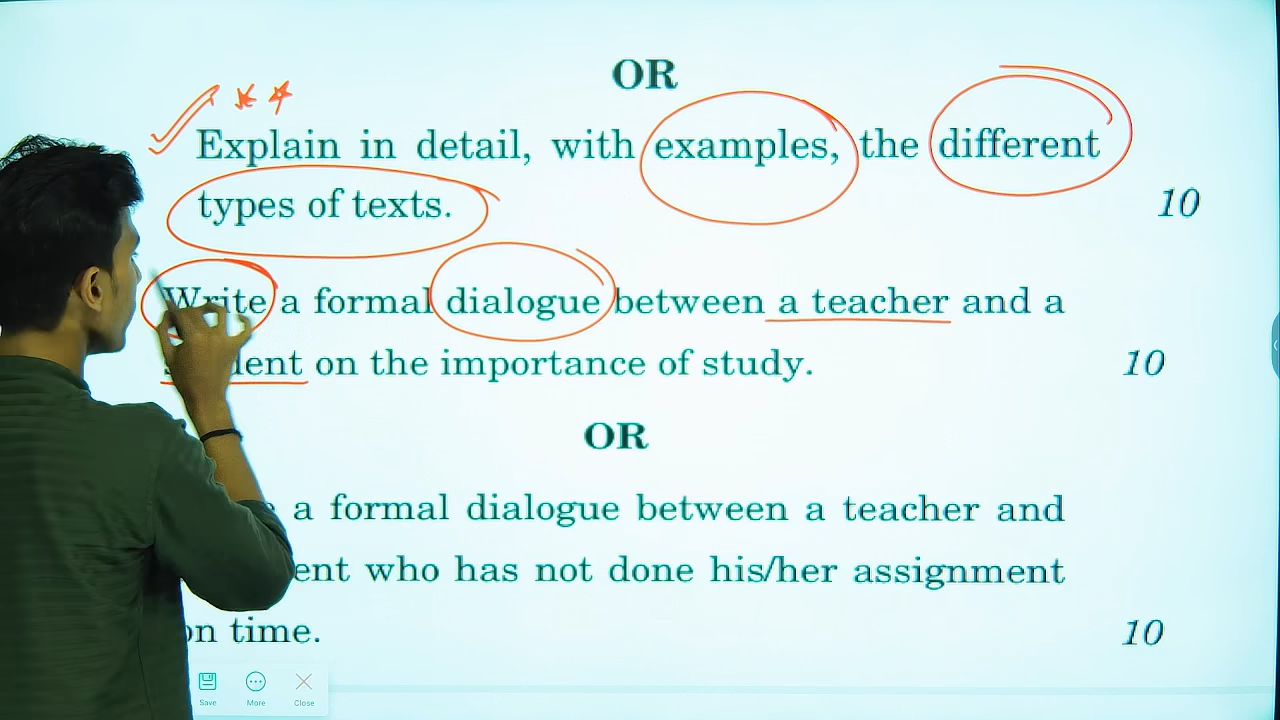 OR
Explain in detail, with examples, the different
types of texts. 10
Write a formal dialogue between a teacher and a
on the importance of study. 10
OR
a formal dialogue between a teacher and
who has not done his/her assignment
on time. 10
Save More Close